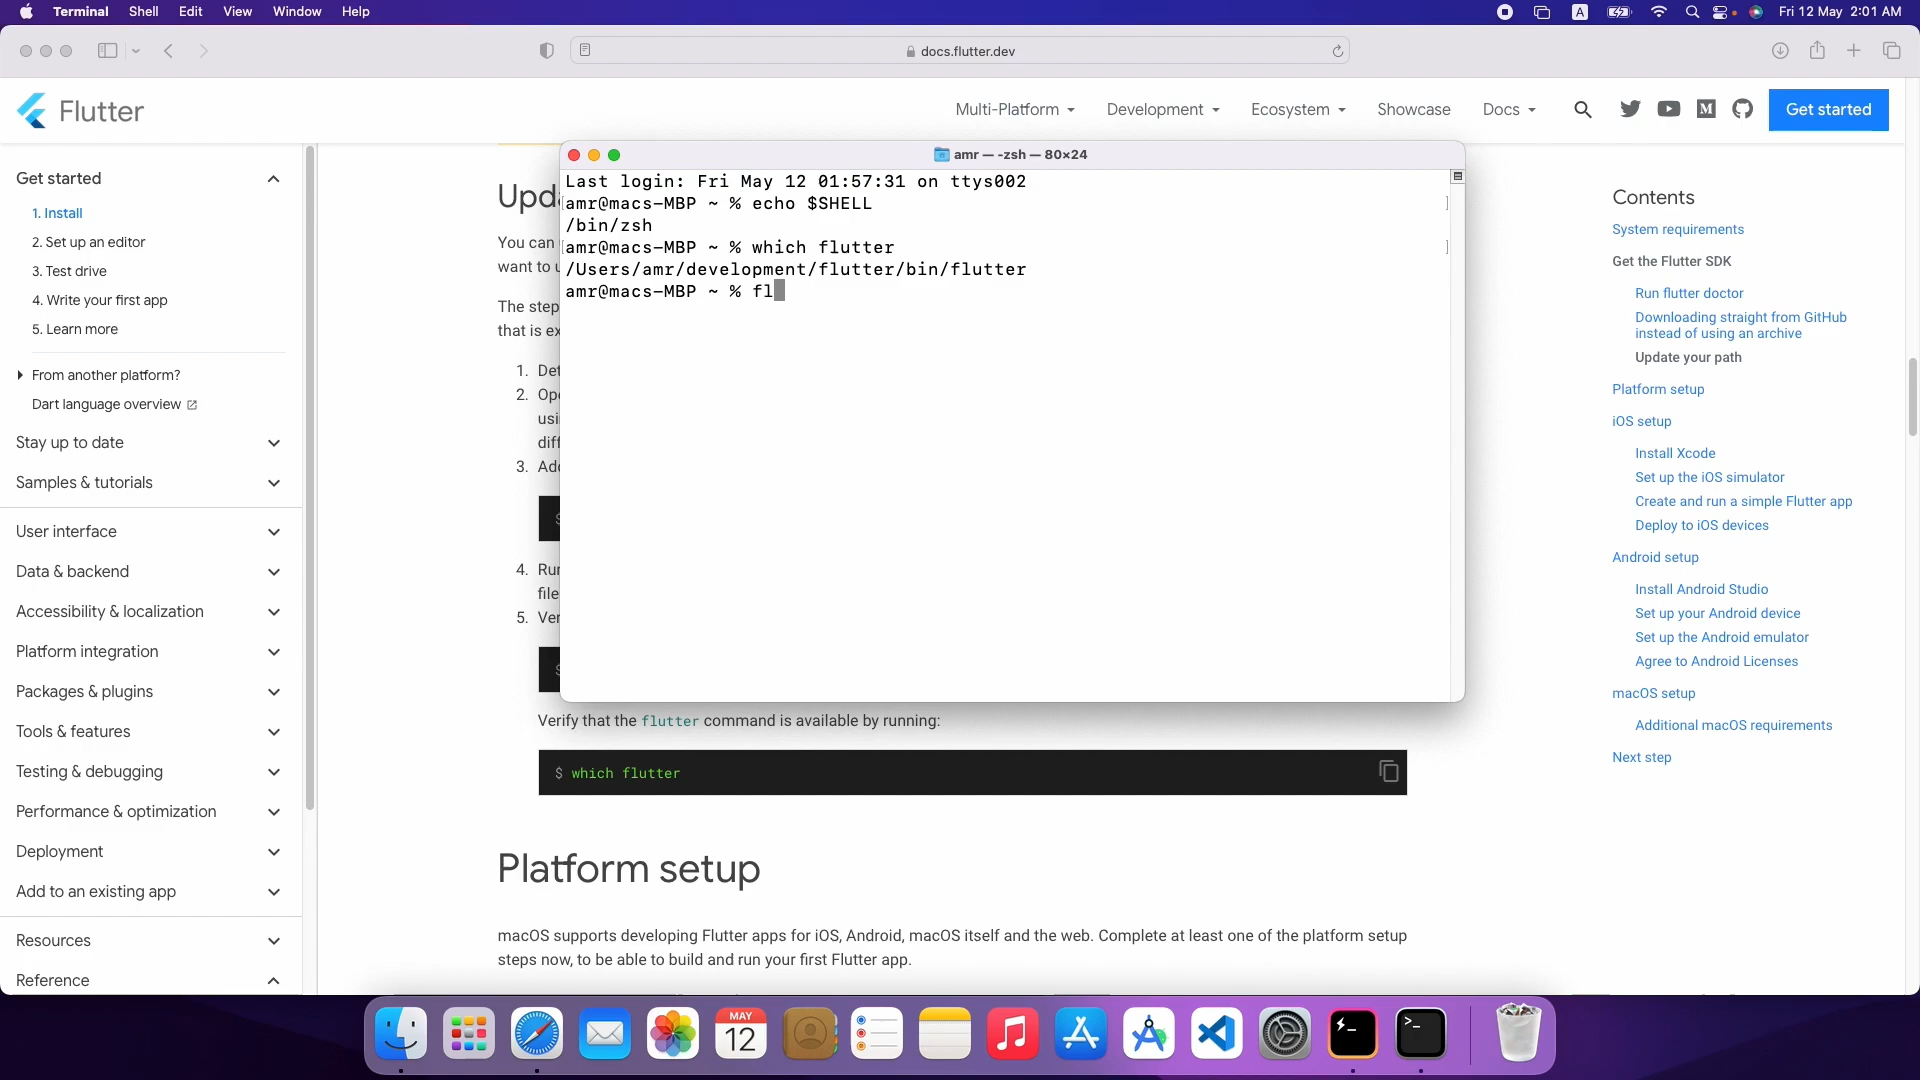 Terminal Shell Edit View Window Help
A
Fri 12 May 2:01 AM
docs.flutter.dev
Flutter
Multi-Platform
Development
Ecosystem
Showcase
Docs
Get started
Get started
1. Install
2. Set up an editor
3. Test drive
4. Write your first app
5. Learn more
From another platform?
Dart language overview
Stay up to date
Samples & tutorials
User interface
Data & backend
Accessibility & localization
Platform integration
Packages & plugins
Tools & features
Testing & debugging
Performance & optimization
Deployment
Add to an existing app
Resources
Reference
You can
want to
The step
that is
1.
2.
3.
4.
file
5.
amr — -zsh — 80×24
Last login: Fri May 12 01:57:31 on ttys002
[amr@macs-MBP ~ % echo $SHELL ]
/bin/zsh
[amr@macs-MBP ~ % which flutter ]
/Users/amr/development/flutter/bin/flutter
amr@macs-MBP ~ % fl
Verify that the flutter command is available by running:
$ which flutter
Platform setup
macOS supports developing Flutter apps for iOS, Android, macOS itself and the web. Complete at least one of the platform setup
steps now, to be able to build and run your first Flutter app.
Contents
System requirements
Get the Flutter SDK
Run flutter doctor
Downloading straight from GitHub
instead of using an archive
Update your path
Platform setup
iOS setup
Install Xcode
Set up the iOS simulator
Create and run a simple Flutter app
Deploy to iOS devices
Android setup
Install Android Studio
Set up your Android device
Set up the Android emulator
Agree to Android Licenses
macOS setup
Additional macOS requirements
Next step
MAY
12